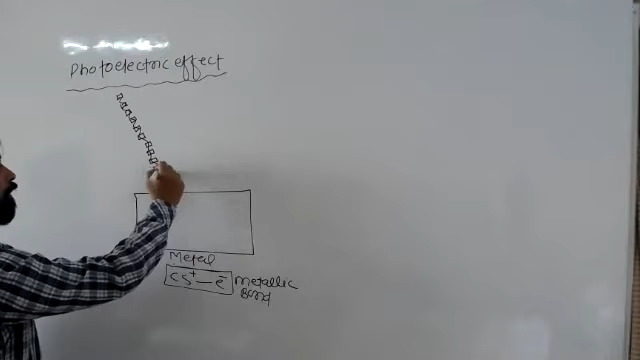 Photoelectric effect
Metal
Cs⁺ — e⁻ Metallic
Bond